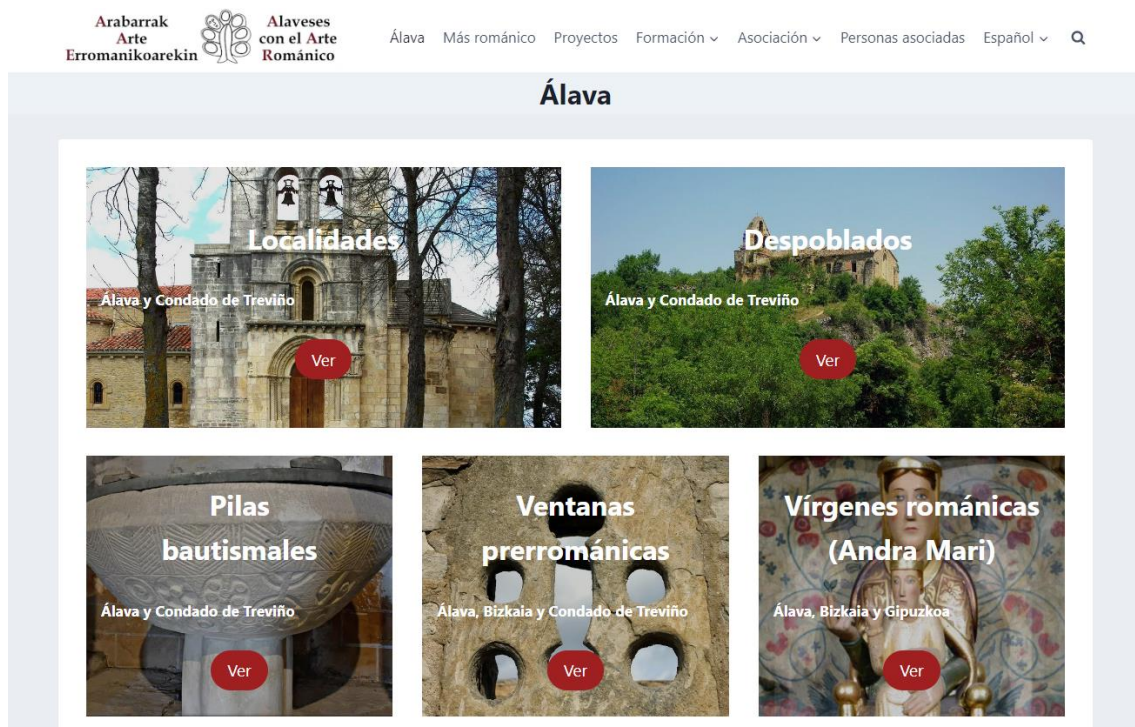 Arabarrak
Arte
Erromanikoarekin
Alaveses
con el Arte
Románico
Álava Más románico Proyectos Formación Asociación Personas asociadas Español
Álava
Localidades
Álava y Condado de Treviño
Ver
Despoblados
Álava y Condado de Treviño
Ver
Pilas
bautismales
Álava y Condado de Treviño
Ver
Ventanas
prerrománicas
Álava, Bizkaia y Condado de Treviño
Ver
Vírgenes románicas
(Andra Mari)
Álava, Bizkaia y Gipuzkoa
Ver